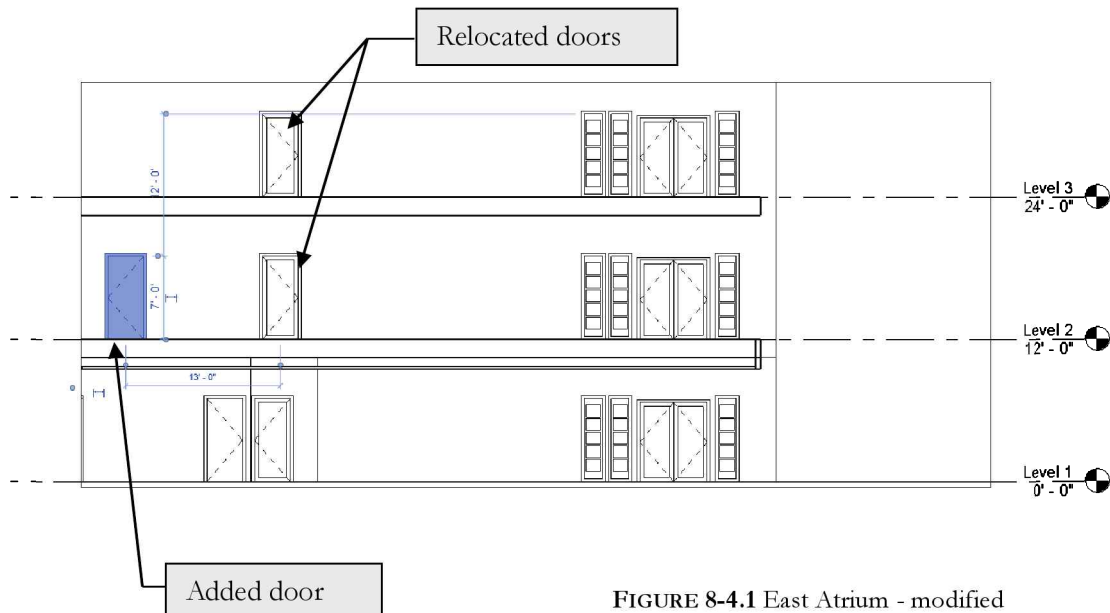 Relocated doors
12' - 0"
Level 3
24' - 0"
7' - 0"
Level 2
12' - 0"
13' - 0"
Level 1
0' - 0"
Added door
FIGURE 8-4.1 East Atrium - modified